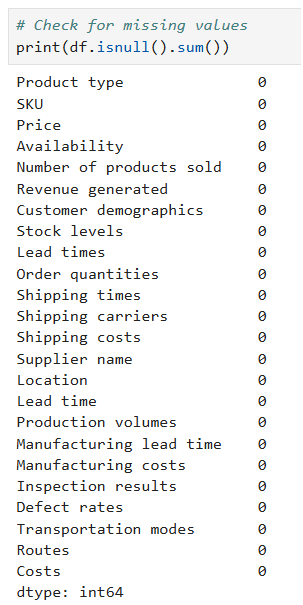 # Check for missing values
print(df.isnull().sum())
Product type 0
SKU 0
Price 0
Availability 0
Number of products sold 0
Revenue generated 0
Customer demographics 0
Stock levels 0
Lead times 0
Order quantities 0
Shipping times 0
Shipping carriers 0
Shipping costs 0
Supplier name 0
Location 0
Lead time 0
Production volumes 0
Manufacturing lead time 0
Manufacturing costs 0
Inspection results 0
Defect rates 0
Transportation modes 0
Routes 0
Costs 0
dtype: int64